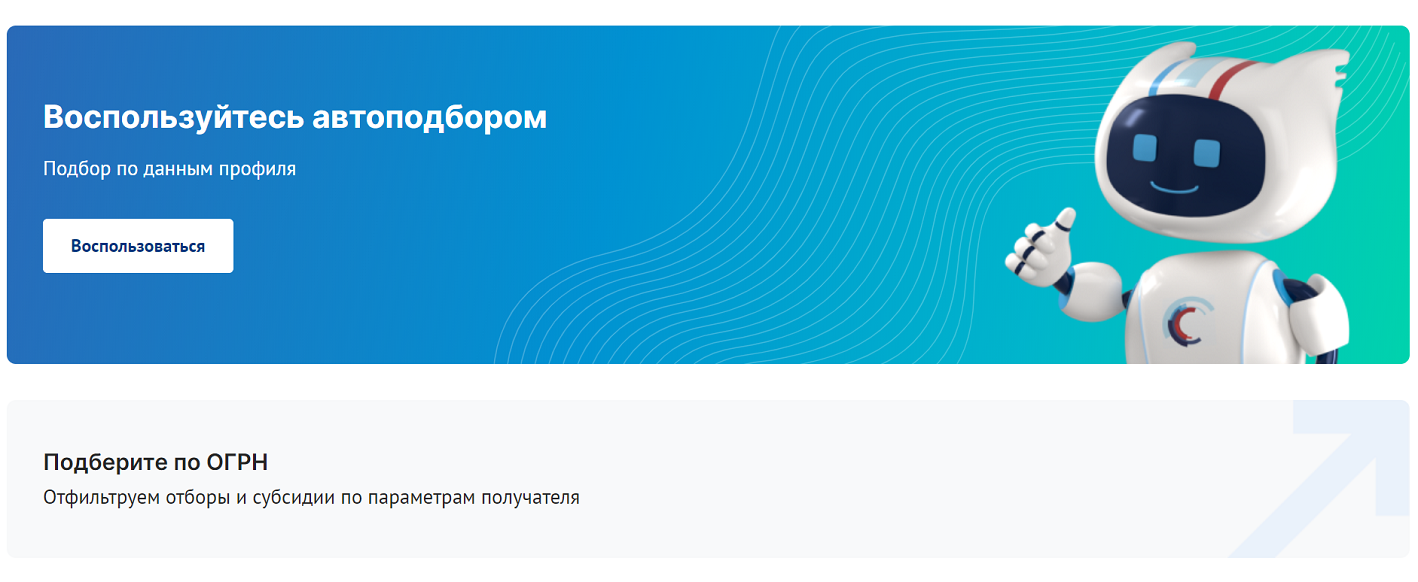 Воспользуйтесь автоподбором
Подбор по данным профиля
Воспользоваться
Подберите по ОГРН
Отфильтруем отборы и субсидии по параметрам получателя